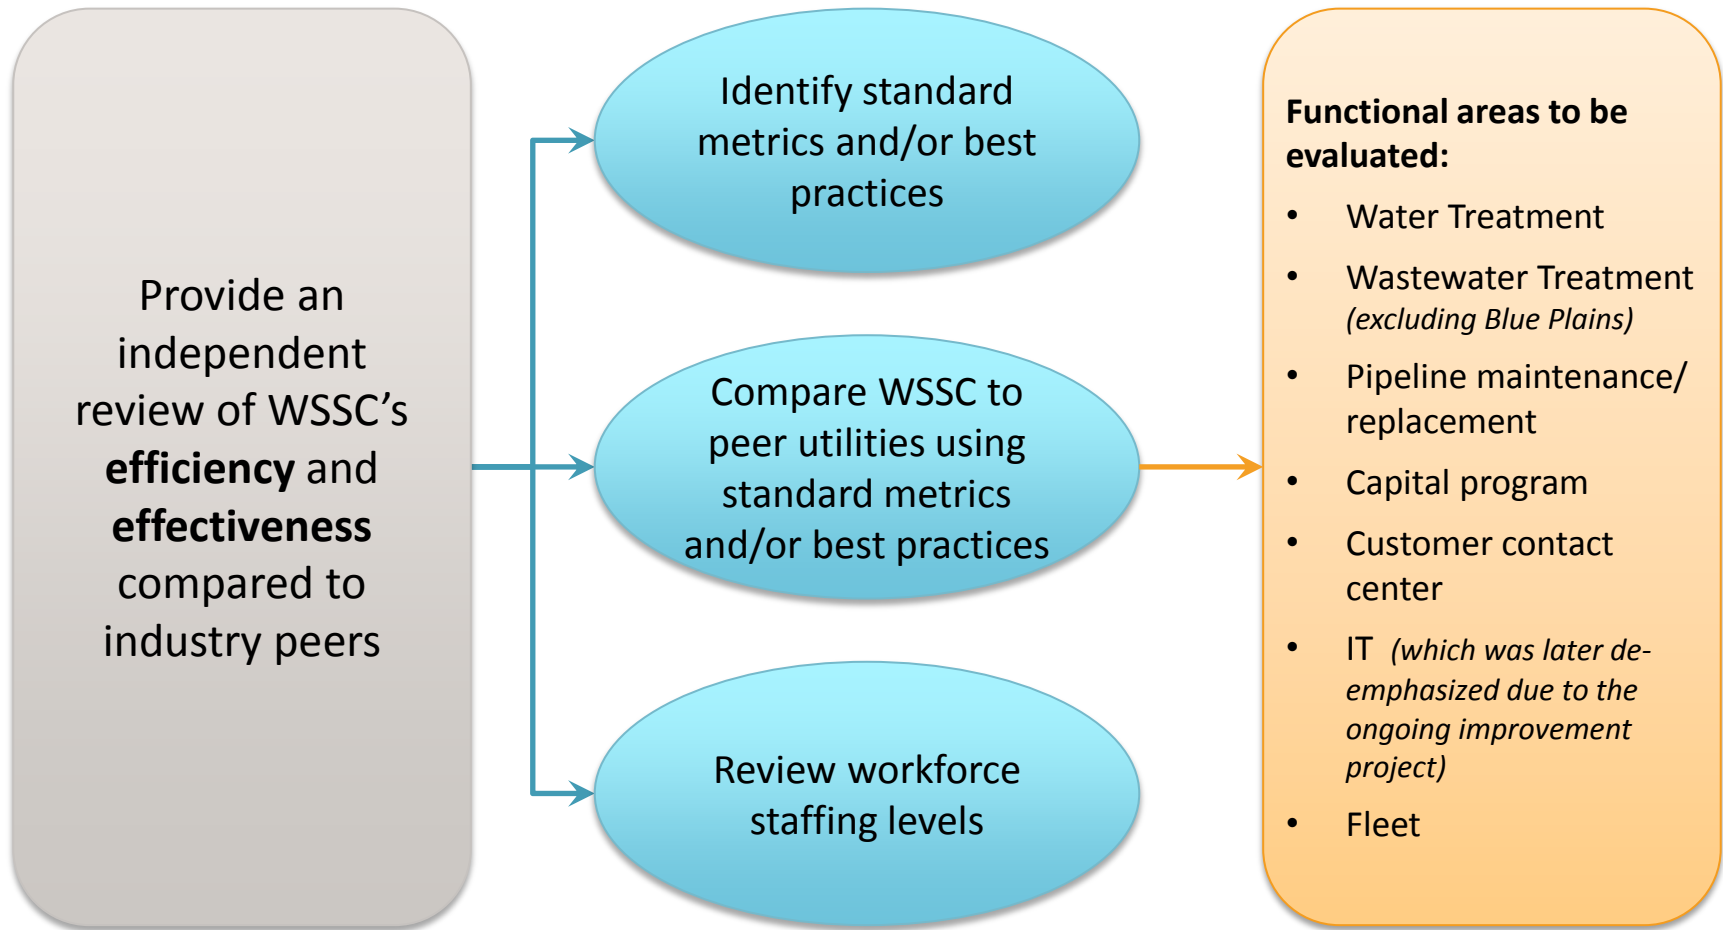 Provide an
independent
review of WSSC’s
efficiency and
effectiveness
compared to
industry peers
Identify standard
metrics and/or best
practices
Compare WSSC to
peer utilities using
standard metrics
and/or best practices
Review workforce
staffing levels
Functional areas to be
evaluated:
• Water Treatment
• Wastewater Treatment
(excluding Blue Plains)
• Pipeline maintenance/
replacement
• Capital program
• Customer contact
center
• IT (which was later de-
emphasized due to the
ongoing improvement
project)
• Fleet